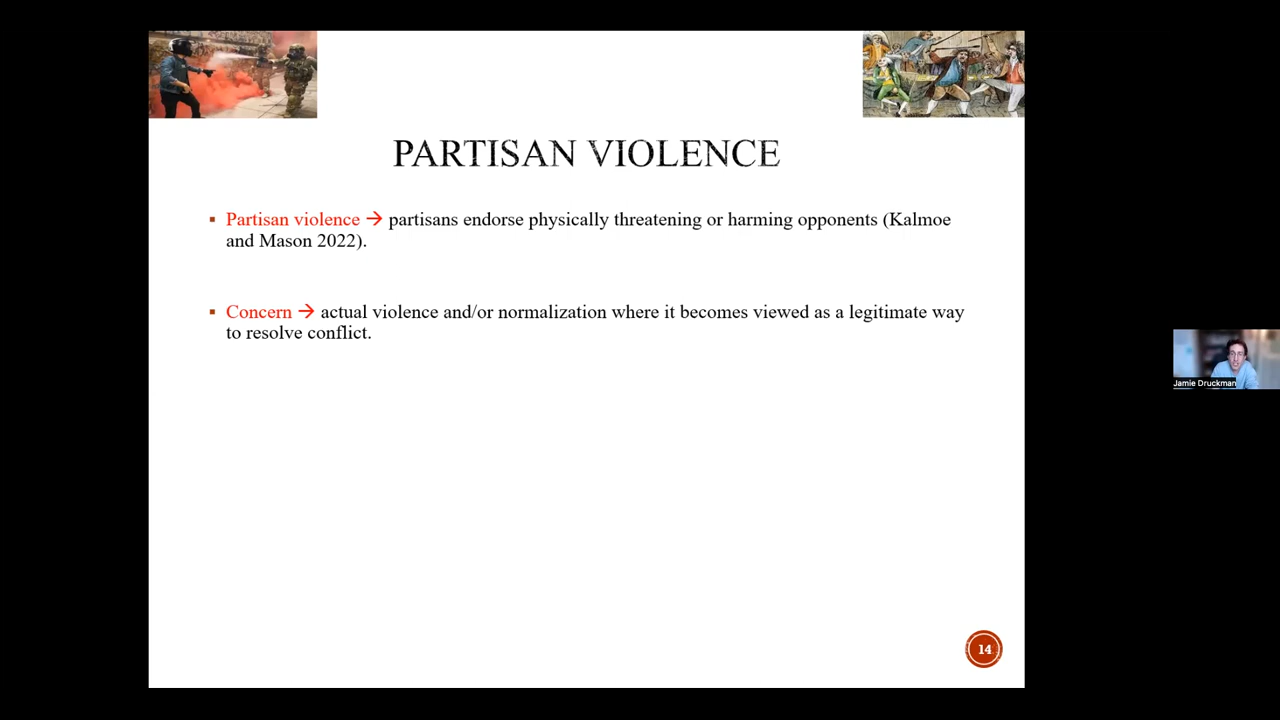 PARTISAN VIOLENCE
▪ Partisan violence → partisans endorse physically threatening or harming opponents (Kalmoe
and Mason 2022).
▪ Concern → actual violence and/or normalization where it becomes viewed as a legitimate way
to resolve conflict.
Jamie Druckman
14